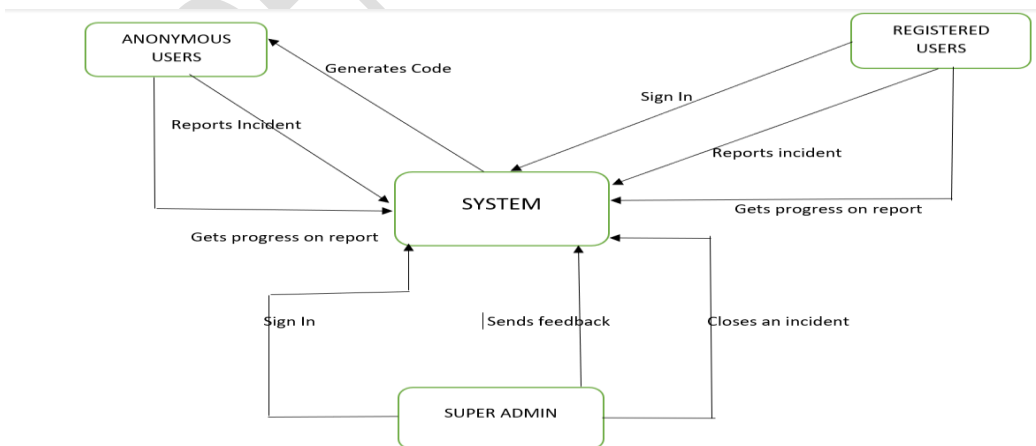 ANONYMOUS
USERS
REGISTERED
USERS
Generates Code
Sign In
Reports Incident
Reports incident
SYSTEM
Gets progress on report
Gets progress on report
Sign In
Sends feedback
Closes an incident
SUPER ADMIN